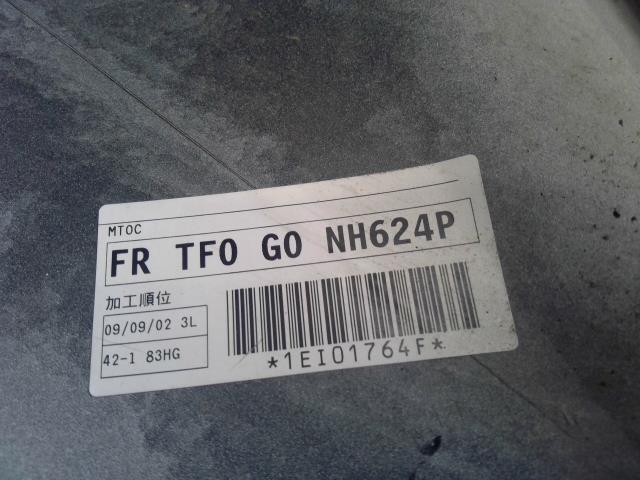 MTOC
FR TF0 G0 NH624P
加工順位
09/09/02 3L
42-1 83HG
*1EI01764F*